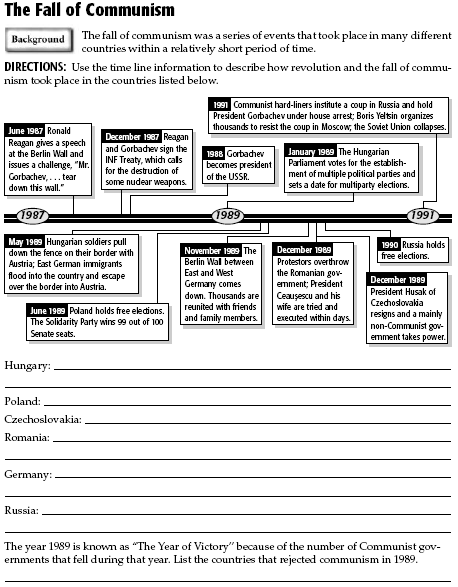 The Fall of Communism
Background
The fall of communism was a series of events that took place in many different
countries within a relatively short period of time.
DIRECTIONS: Use the time line information to describe how revolution and the fall of commu-
nism took place in the countries listed below.
1991 Communist hard-liners institute a coup in Russia and hold
President Gorbachev under house arrest; Boris Yeltsin organizes
thousands to resist the coup in Moscow; the Soviet Union collapses.
June 1987 Ronald
Reagan gives a speech
at the Berlin Wall and
issues a challenge, "Mr.
Gorbachev, . . . tear
down this wall."
December 1987 Reagan
and Gorbachev sign the
INF Treaty, which calls
for the destruction of
some nuclear weapons.
1988 Gorbachev
becomes president
of the USSR.
January 1989 The Hungarian
Parliament votes for the establish-
ment of multiple political parties and
sets a date for multiparty elections.
1987
1989
1991
May 1989 Hungarian soldiers pull
down the fence on their border with
Austria; East German immigrants
flood into the country and escape
over the border into Austria.
June 1989 Poland holds free elections.
The Solidarity Party wins 99 out of 100
Senate seats.
November 1989 The
Berlin Wall between
East and West
Germany comes
down. Thousands are
reunited with friends
and family members.
December 1989
Protestors overthrow
the Romanian gov-
ernment; President
Ceauşescu and his
wife are tried and
executed within days.
1990 Russia holds
free elections.
December 1989
President Husak of
Czechoslovakia
resigns and a mainly
non-Communist gov-
ernment takes power.
Hungary:
Poland:
Czechoslovakia:
Romania:
Germany:
Russia:
The year 1989 is known as "The Year of Victory" because of the number of Communist gov-
ernments that fell during that year. List the countries that rejected communism in 1989.